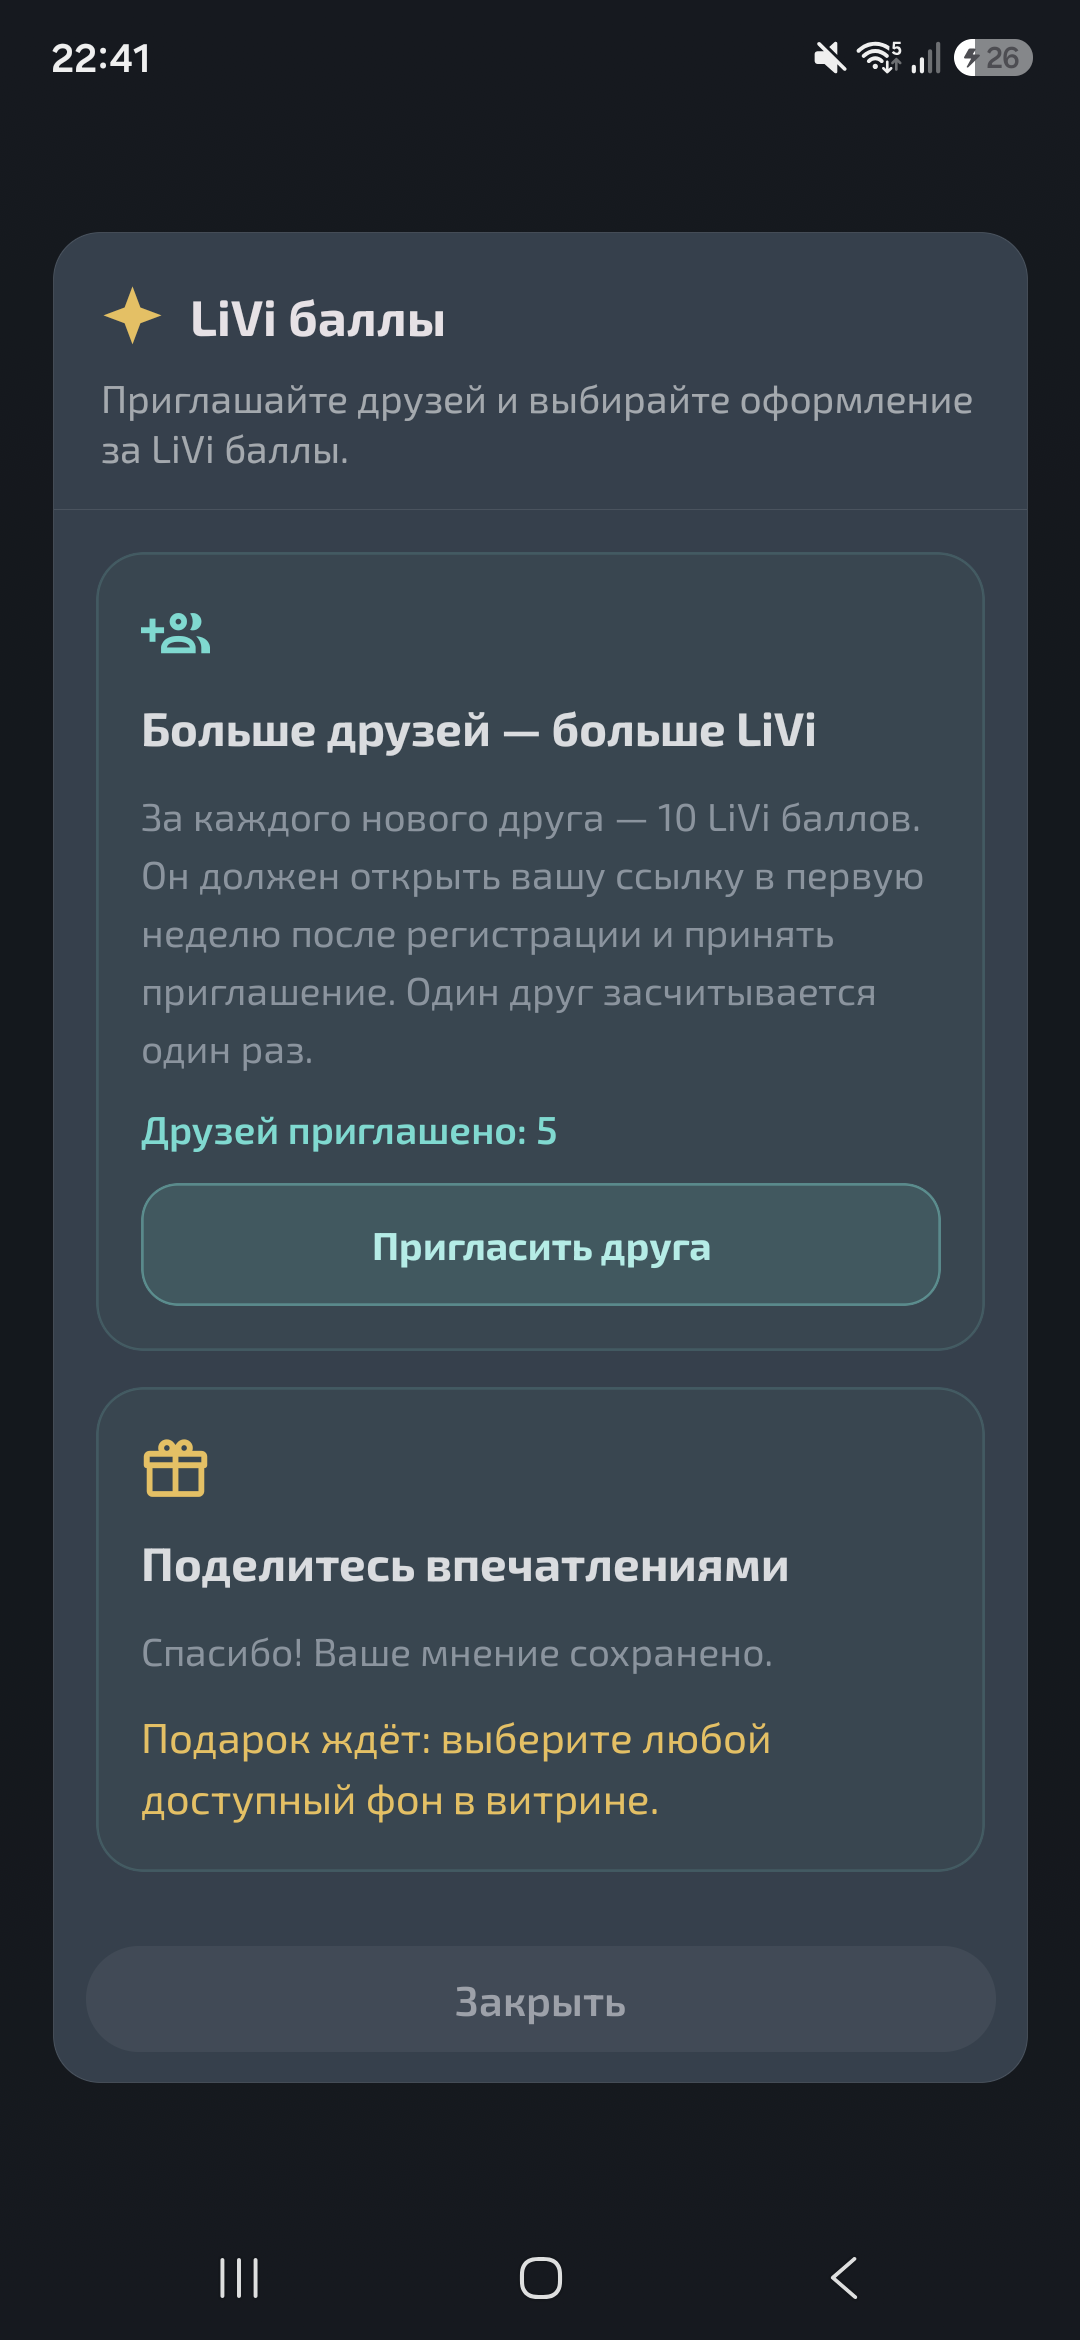 22:41
5
26
LiVi баллы
Приглашайте друзей и выбирайте оформление
за LiVi баллы.
Больше друзей — больше LiVi
За каждого нового друга — 10 LiVi баллов.
Он должен открыть вашу ссылку в первую
неделю после регистрации и принять
приглашение. Один друг засчитывается
один раз.
Друзей приглашено: 5
Пригласить друга
Поделитесь впечатлениями
Спасибо! Ваше мнение сохранено.
Подарок ждёт: выберите любой
доступный фон в витрине.
Закрыть